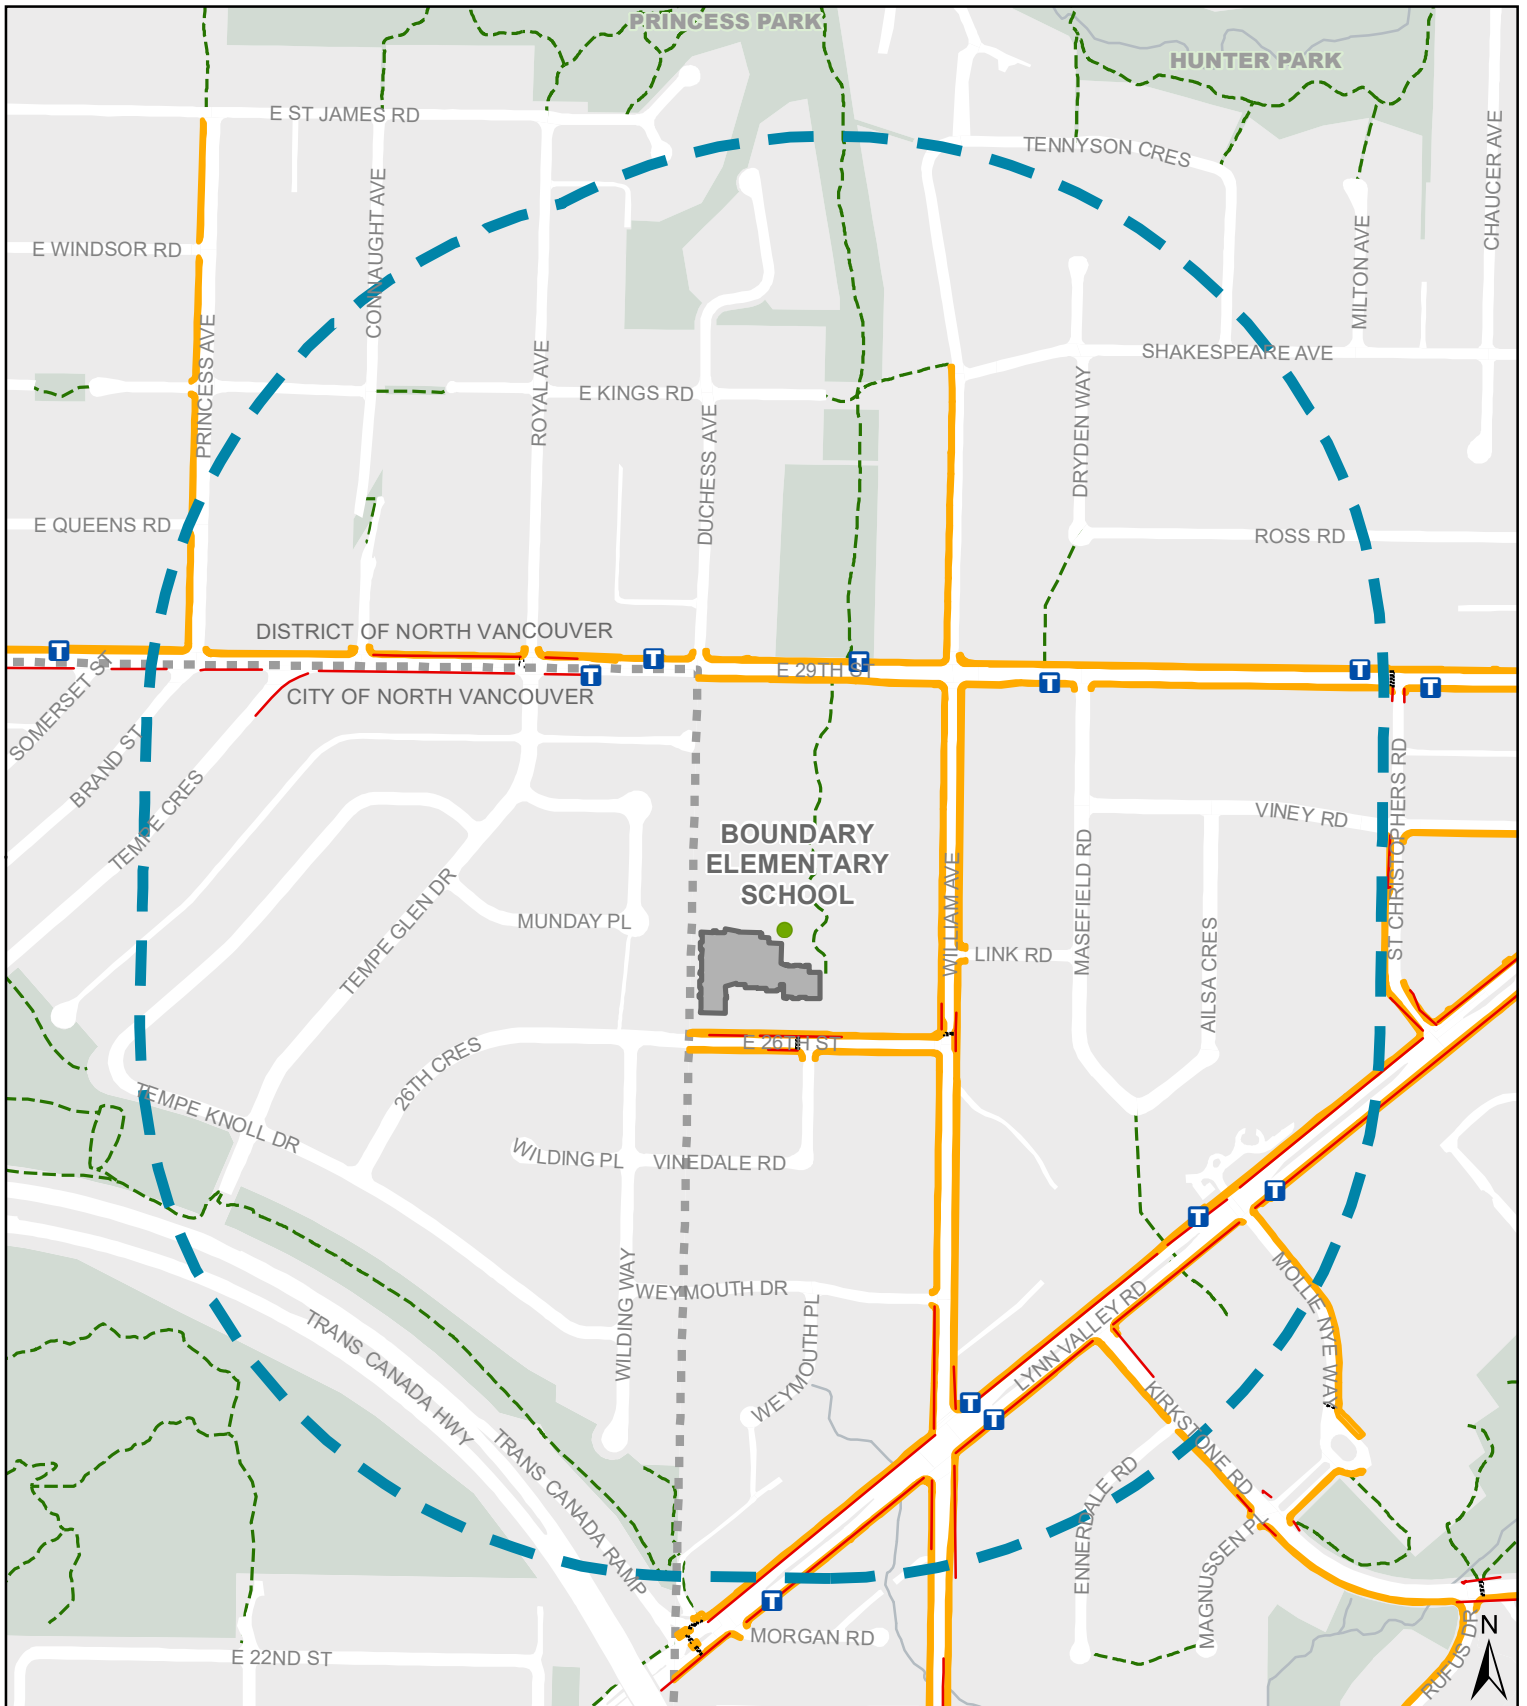 PRINCESS PARK
HUNTER PARK
E ST JAMES RD
TENNYSON CRES
CHAUCER AVE
CONNAUGHT AVE
E WINDSOR RD
MILTON AVE
PRINCESS AVE
ROYAL AVE
SHAKESPEARE AVE
E KINGS RD
DUCHESS AVE
DRYDEN WAY
E QUEENS RD
ROSS RD
DISTRICT OF NORTH VANCOUVER
T
T
T
T
T
E 29TH ST
T
T
CITY OF NORTH VANCOUVER
SOMERSET ST
BRAND ST
TEMPE CRES
ST CHRISTOPHERS RD
VINEY RD
BOUNDARY
ELEMENTARY
SCHOOL
WILLIAM AVE
MASEFIELD RD
TEMPE GLEN DR
MUNDAY PL
LINK RD
AILSA CRES
E 26TH ST
26TH CRES
TEMPE KNOLL DR
WILDING PL
VINEDALE RD
T
T
WILDING WAY
WEYMOUTH DR
MOLLIE NYE WAY
LYNN VALLEY RD
WEYMOUTH PL
TRANS CANADA HWY
T
T
KIRKSTONE RD
TRANS CANADA RAMP
ENNERDALE RD
MAGNUSSEN PL
T
MORGAN RD
E 22ND ST
RUFUS DR
N